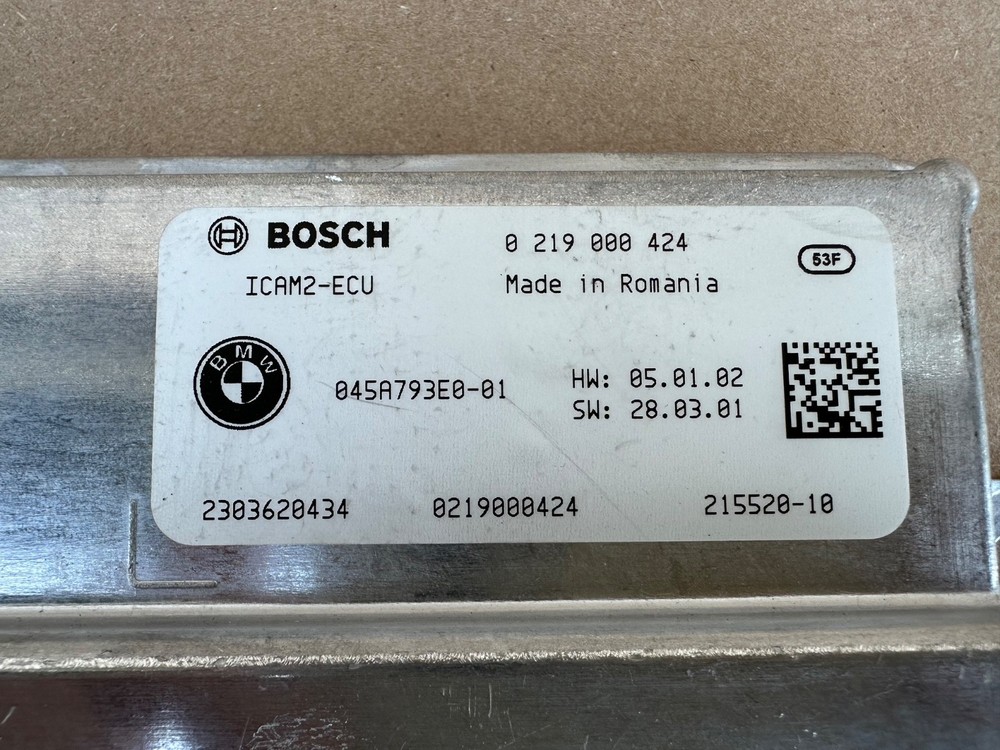 BOSCH
0 219 000 424
53F
ICAM2-ECU
Made in Romania
BMW
045A793E0-01
HW: 05.01.02
SW: 28.03.01
2303620434
0219000424
215520-10